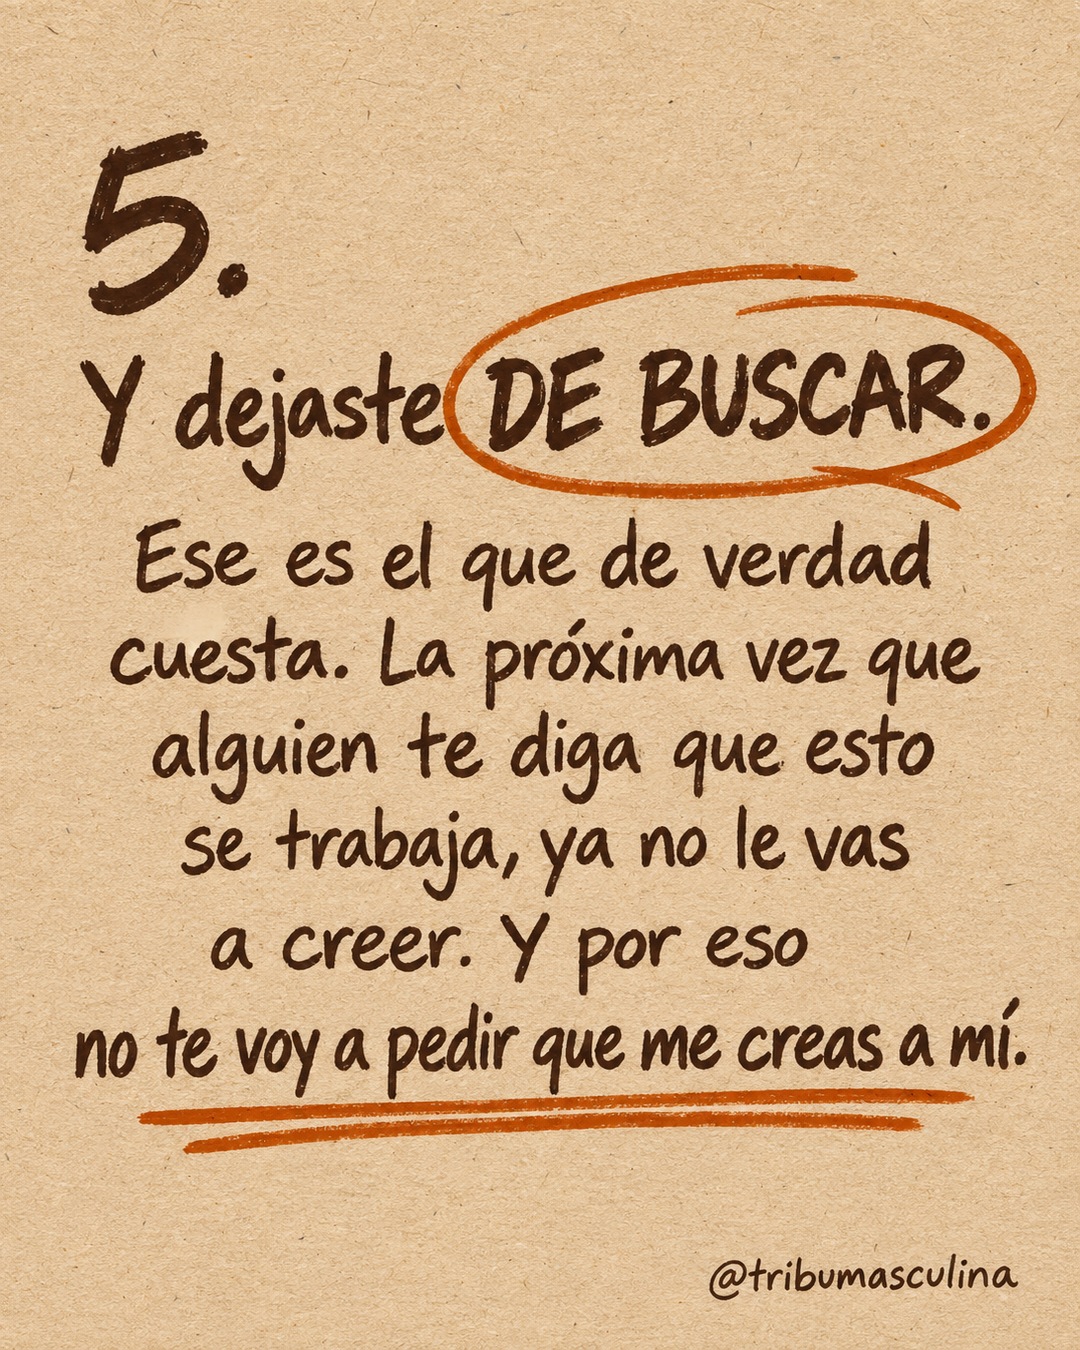 5.
Y dejaste DE BUSCAR.
Ese es el que de verdad
cuesta. La próxima vez que
alguien te diga que esto
se trabaja, ya no le vas
a creer. Y por eso
no te voy a pedir que me creas a mí.
@tribumasculina